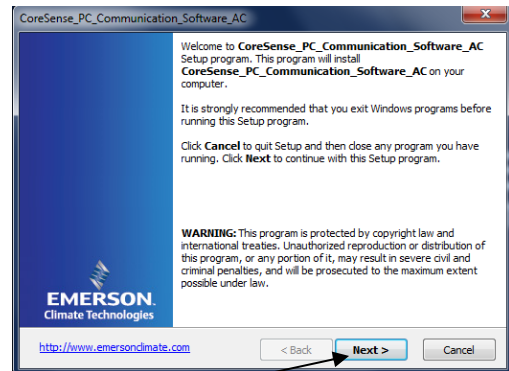 CoreSense_PC_Communication_Software_AC
Welcome to CoreSense_PC_Communication_Software_AC
Setup program. This program will install
CoreSense_PC_Communication_Software_AC on your
computer.
It is strongly recommended that you exit Windows programs before
running this Setup program.
Click Cancel to quit Setup and then close any program you have
running. Click Next to continue with this Setup program.
WARNING: This program is protected by copyright law and
international treaties. Unauthorized reproduction or distribution of
this program, or any portion of it, may result in severe civil and
criminal penalties, and will be prosecuted to the maximum extent
possible under law.
EMERSON.
Climate Technologies
http://www.emersonclimate.com
< Back
Next >
Cancel